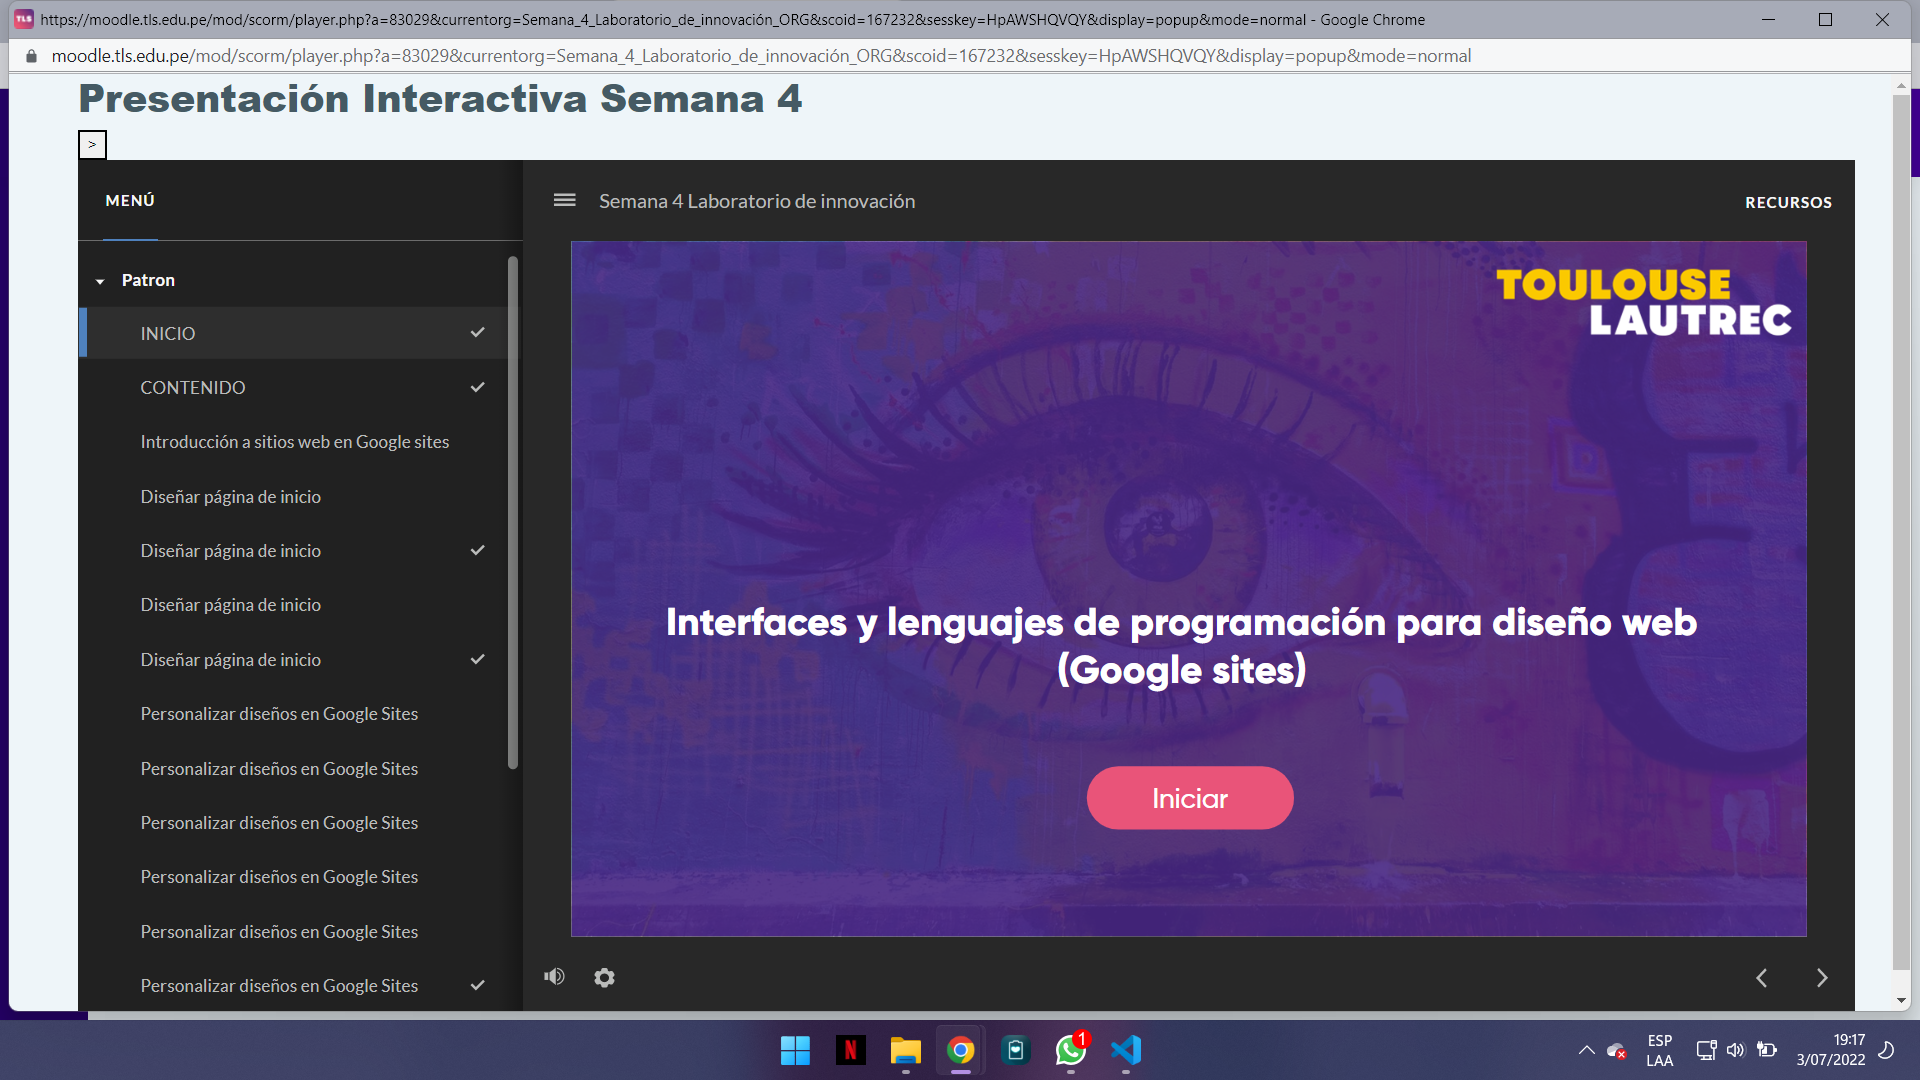 TLS
https://moodle.tls.edu.pe/mod/scorm/player.php?a=83029&currentorg=Semana_4_Laboratorio_de_innovación_ORG&scoid=167232&sesskey=HpAWSHQVQY&display=popup&mode=normal - Google Chrome
moodle.tls.edu.pe/mod/scorm/player.php?a=83029&currentorg=Semana_4_Laboratorio_de_innovación_ORG&scoid=167232&sesskey=HpAWSHQVQY&display=popup&mode=normal
Presentación Interactiva Semana 4
>
MENÚ
Patron
INICIO
CONTENIDO
Introducción a sitios web en Google sites
Diseñar página de inicio
Diseñar página de inicio
Diseñar página de inicio
Diseñar página de inicio
Personalizar diseños en Google Sites
Personalizar diseños en Google Sites
Personalizar diseños en Google Sites
Personalizar diseños en Google Sites
Personalizar diseños en Google Sites
Personalizar diseños en Google Sites
Semana 4 Laboratorio de innovación
RECURSOS
TOULOUSE
LAUTREC
Interfaces y lenguajes de programación para diseño web
(Google sites)
Iniciar
N
1
ESP
LAA
19:17
3/07/2022